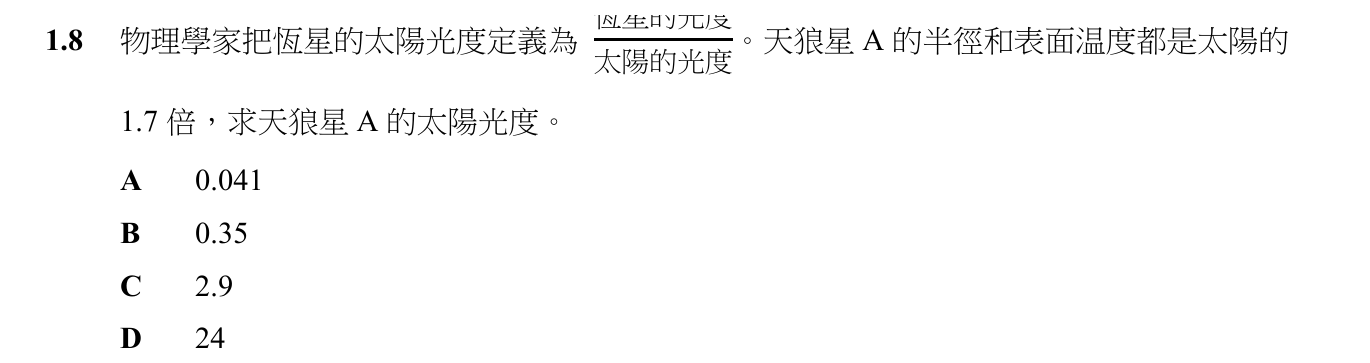 1.8 物理學家把恆星的太陽光度定義為 恆星的光度/太陽的光度。天狼星 A 的半徑和表面温度都是太陽的
1.7 倍，求天狼星 A 的太陽光度。
A 0.041
B 0.35
C 2.9
D 24